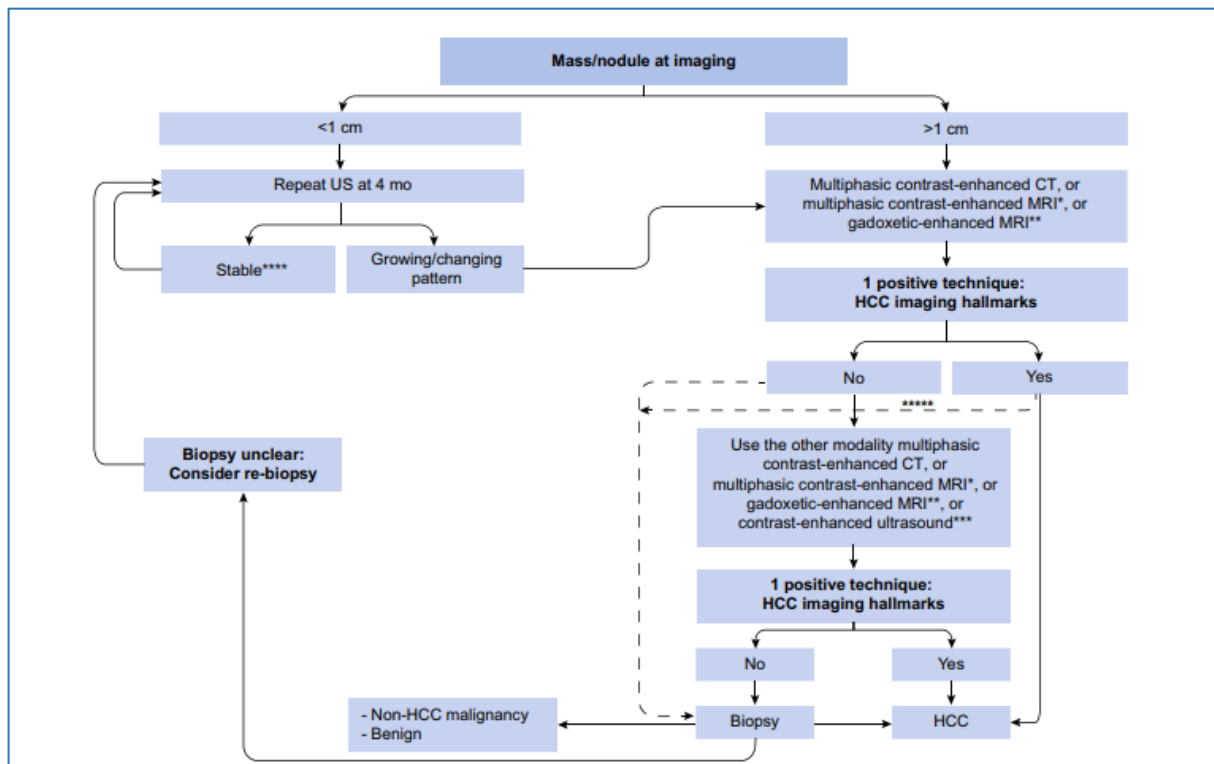 Mass/nodule at imaging
<1 cm
>1 cm
Repeat US at 4 mo
Multiphasic contrast-enhanced CT, or
multiphasic contrast-enhanced MRI*, or
gadoxetic-enhanced MRI**
Stable****
Growing/changing
pattern
1 positive technique:
HCC imaging hallmarks
No
Yes
*****
Use the other modality multiphasic
contrast-enhanced CT, or
multiphasic contrast-enhanced MRI*, or
gadoxetic-enhanced MRI**, or
contrast-enhanced ultrasound***
Biopsy unclear:
Consider re-biopsy
1 positive technique:
HCC imaging hallmarks
No
Yes
- Non-HCC malignancy
- Benign
Biopsy
HCC